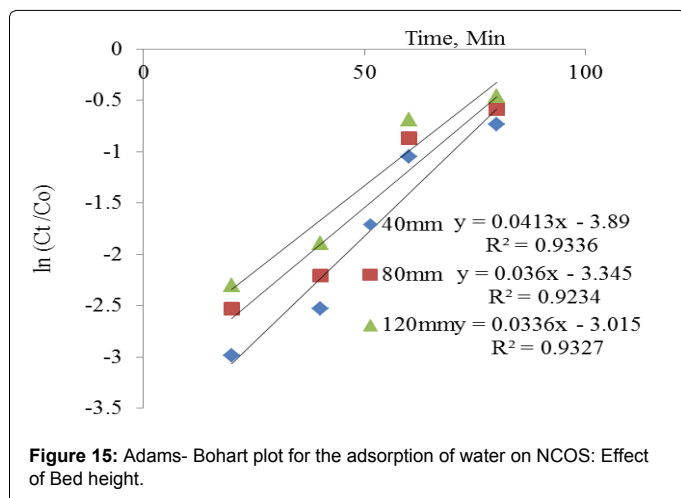 Time, Min
0
0
50
100
-0.5
-1
-1.5
-2
-2.5
-3
-3.5
ln (Ct /Co)
40mm y = 0.0413x - 3.89
R² = 0.9336
80mm y = 0.036x - 3.345
R² = 0.9234
120mmy = 0.0336x - 3.015
R² = 0.9327
Figure 15: Adams- Bohart plot for the adsorption of water on NCOS: Effect
of Bed height.